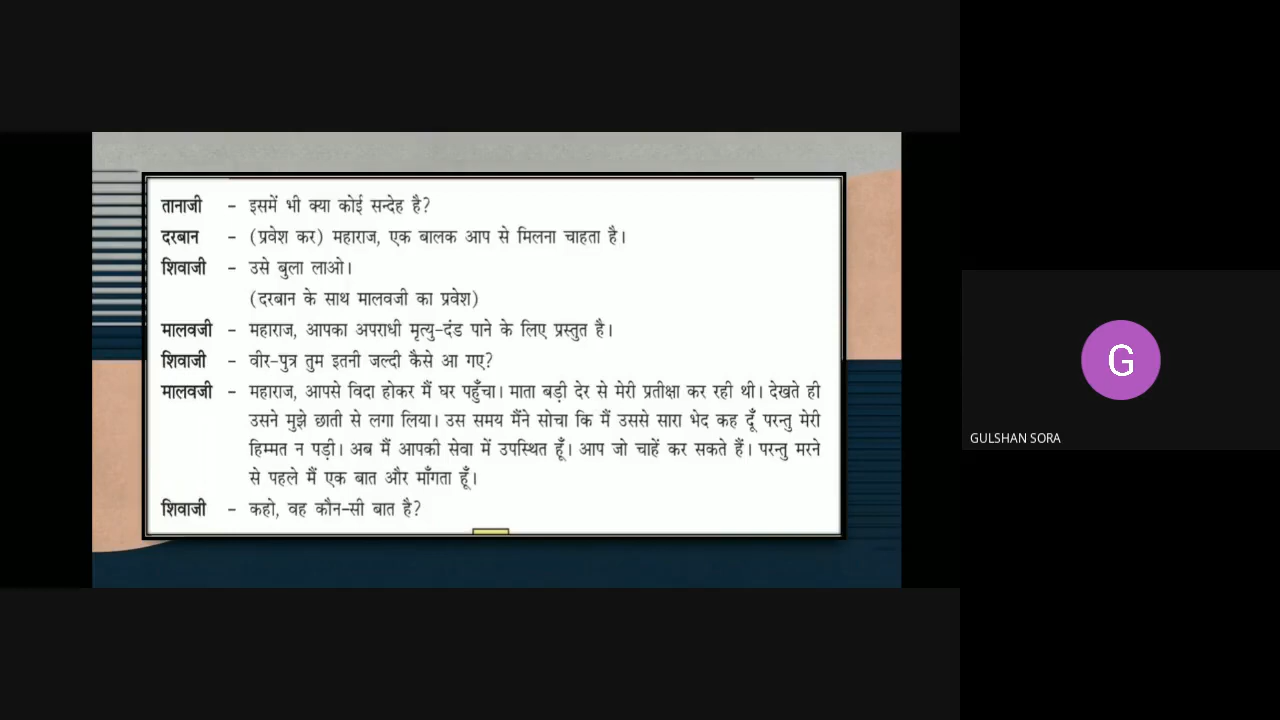 तानाजी – इसमें भी क्या कोई सन्देह है?
दरबान – (प्रवेश कर) महाराज, एक बालक आप से मिलना चाहता है।
शिवाजी – उसे बुला लाओ।
(दरबान के साथ मालवजी का प्रवेश)
मालवजी – महाराज, आपका अपराधी मृत्यु-दंड पाने के लिए प्रस्तुत है।
शिवाजी – वीर-पुत्र तुम इतनी जल्दी कैसे आ गए?
मालवजी – महाराज, आपसे विदा होकर मैं घर पहुँचा। माता बड़ी देर से मेरी प्रतीक्षा कर रही थी। देखते ही
उसने मुझे छाती से लगा लिया। उस समय मैंने सोचा कि मैं उससे सारा भेद कह दूँ परन्तु मेरी
हिम्मत न पड़ी। अब मैं आपकी सेवा में उपस्थित हूँ। आप जो चाहें कर सकते हैं। परन्तु मरने
से पहले मैं एक बात और माँगता हूँ।
शिवाजी – कहो, वह कौन-सी बात है?
G
GULSHAN SORA